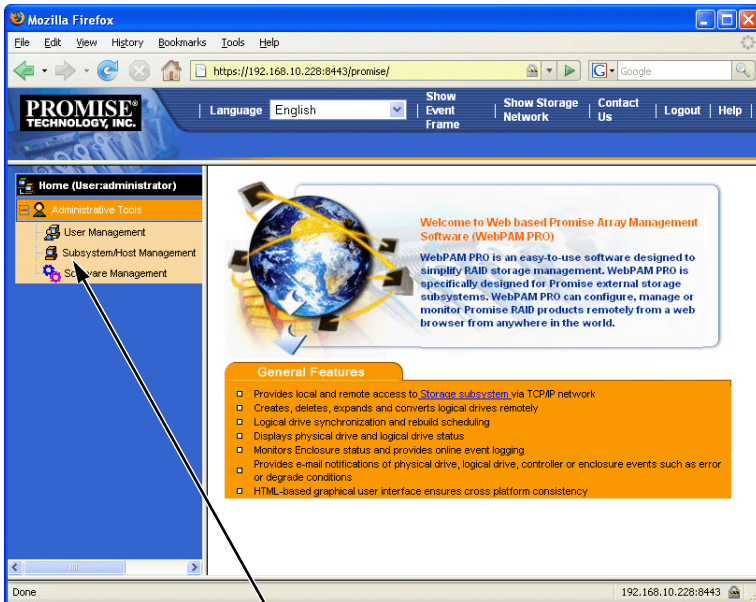 Mozilla Firefox
File Edit View History Bookmarks Tools Help
https://192.168.10.228:8443/promise/
G Google
PROMISE®
TECHNOLOGY, INC.
| Language English | Show Event Frame | Show Storage Network | Contact Us | Logout | Help |
Home (User:administrator)
Administrative Tools
User Management
Subsystem/Host Management
Software Management
Welcome to Web based Promise Array Management
Software (WebPAM PRO)
WebPAM PRO is an easy-to-use software designed to
simplify RAID storage management. WebPAM PRO is
specifically designed for Promise external storage
subsystems. WebPAM PRO can configure, manage or
monitor Promise RAID products remotely from a web
browser from anywhere in the world.
General Features
Provides local and remote access to Storage subsystem via TCP/IP network
Creates, deletes, expands and converts logical drives remotely
Logical drive synchronization and rebuild scheduling
Displays physical drive and logical drive status
Monitors Enclosure status and provides online event logging
Provides e-mail notifications of physical drive, logical drive, controller or enclosure events such as error
or degrade conditions
HTML-based graphical user interface ensures cross platform consistency
Done
192.168.10.228:8443